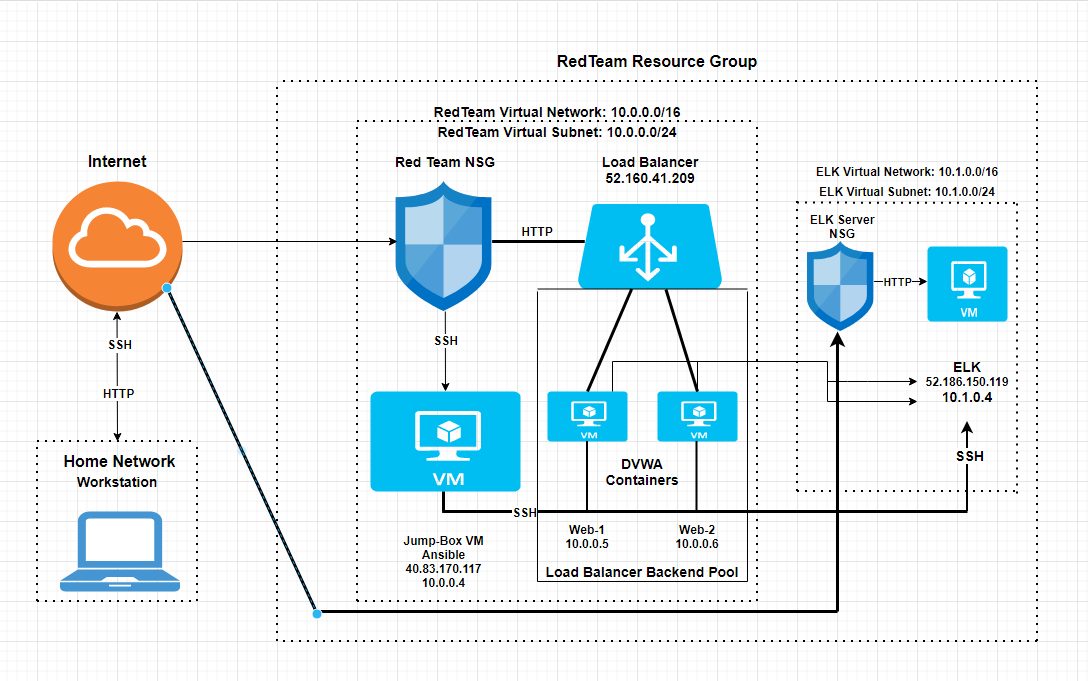 RedTeam Resource Group
RedTeam Virtual Network: 10.0.0.0/16
RedTeam Virtual Subnet: 10.0.0.0/24
Internet
Red Team NSG
Load Balancer
52.160.41.209
ELK Virtual Network: 10.1.0.0/16
ELK Virtual Subnet: 10.1.0.0/24
ELK Server
NSG
HTTP
HTTP
VM
SSH
HTTP
SSH
VM
VM
VM
ELK
52.186.150.119
10.1.0.4
SSH
Home Network
Workstation
DVWA
Containers
SSH
Web-1
10.0.0.5
Web-2
10.0.0.6
Jump-Box VM
Ansible
40.83.170.117
10.0.0.4
Load Balancer Backend Pool